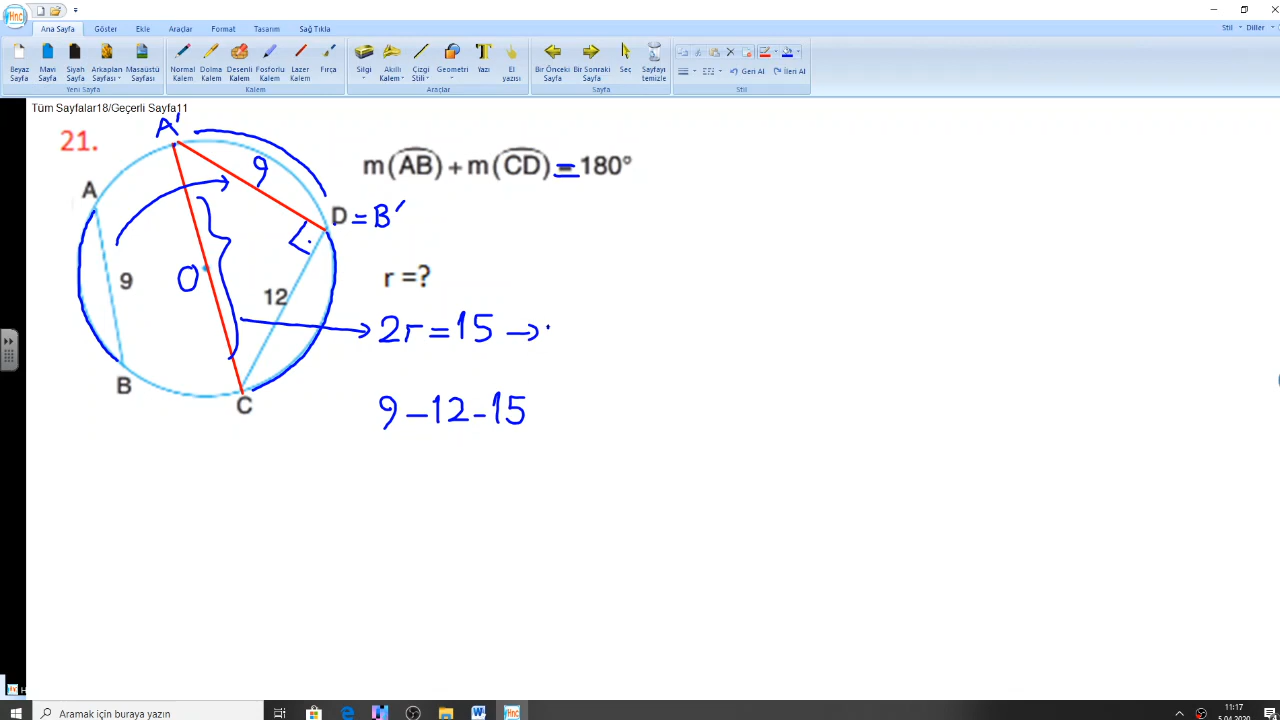 Ana Sayfa Göster Ekle Araçlar Format Tasarım Sağ Tıkla Stil Diller
Beyaz Sayfa Mavi Sayfa Siyah Sayfa Arkaplan Sayfası Masaüstü Sayfası Normal Kalem Dolma Kalem Desenli Kalem Fosforlu Kalem Lazer Kalem Fırça Silgi Akıllı Kalem Çizgi Stili Geometri Yazı El yazısı Bir Önceki Sayfa Bir Sonraki Sayfa Seç Sayfayı temizle Geri Al İleri Al
Yeni Sayfa Kalem Araçlar Sayfa Stil
Tüm Sayfalar18/Geçerli Sayfa11
21.
A'
9
m(AB) + m(CD) = 180°
A
D = B'
O
9
12
r =?
2r = 15 →
B
C
9 – 12 - 15
Aramak için buraya yazın
11:17
5.04.2020